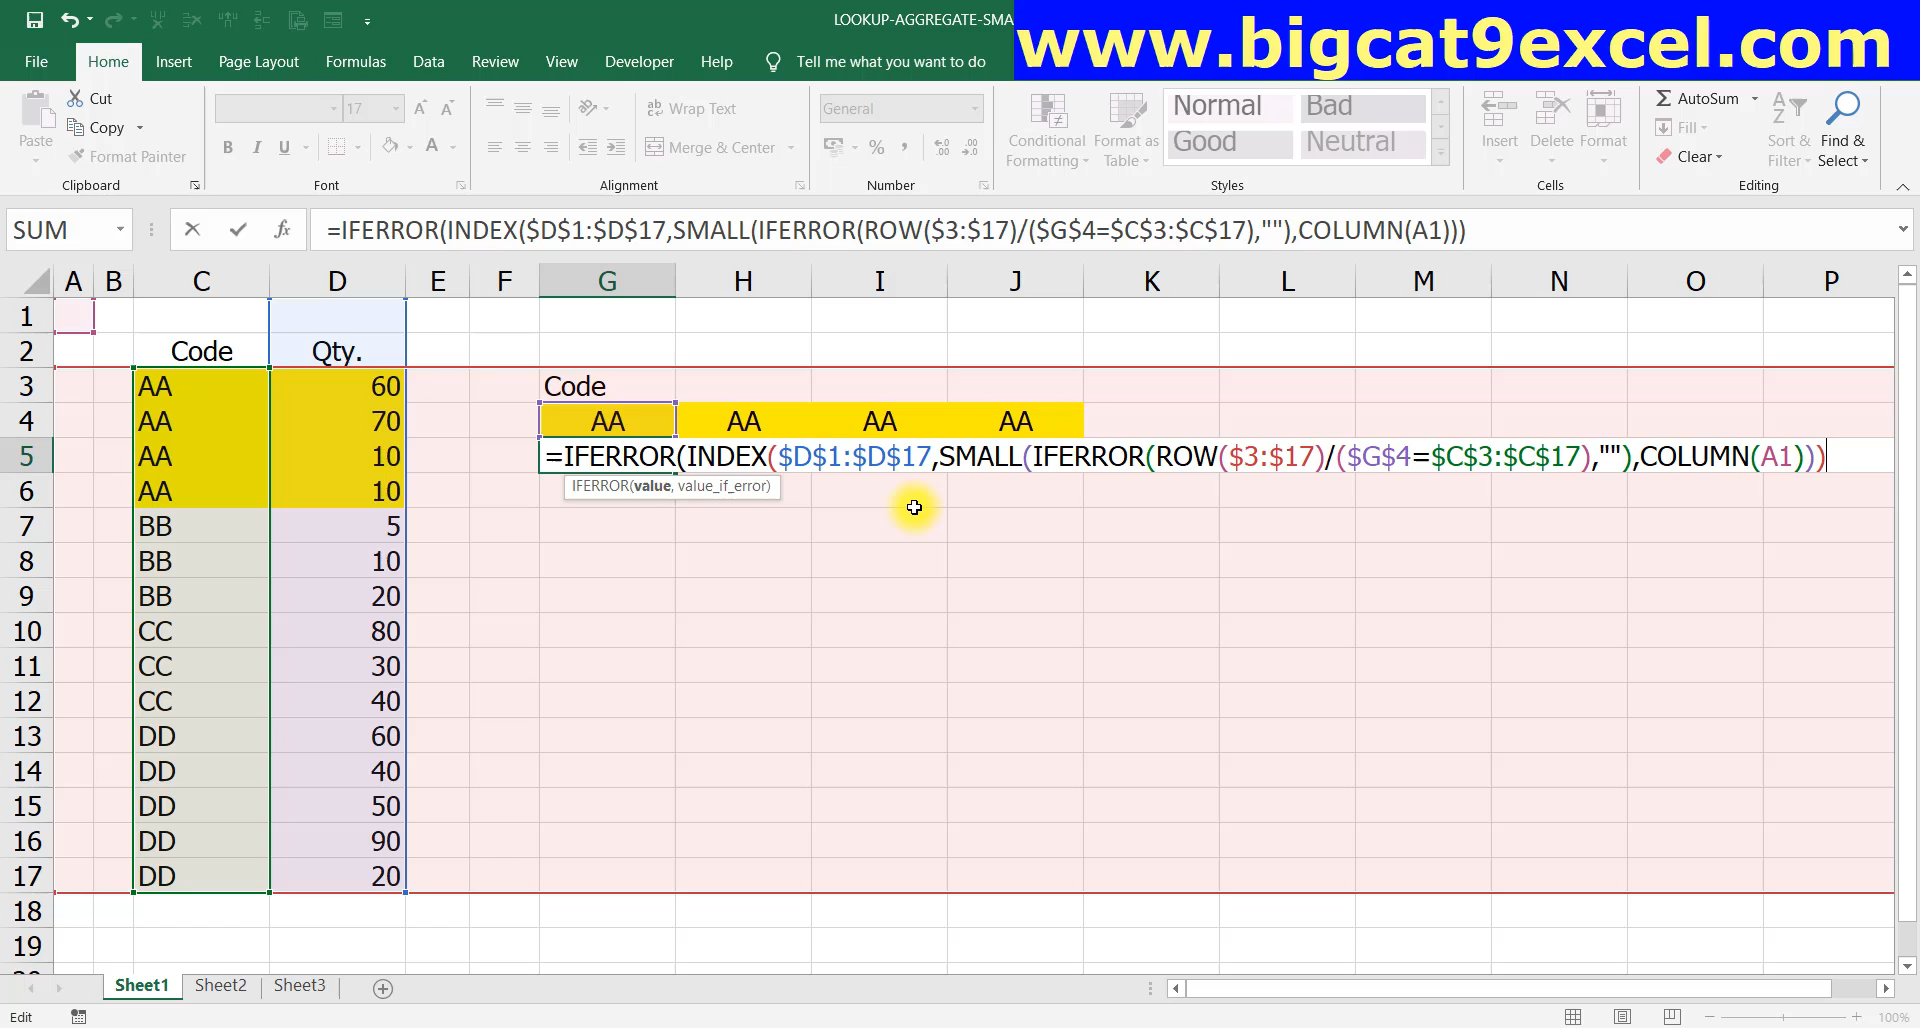 LOOKUP-AGGREGATE-SMA
www.bigcat9excel.com
File Home Insert Page Layout Formulas Data Review View Developer Help Tell me what you want to do
Paste
Cut
Copy
Format Painter
Clipboard
17
B I U A
Font
ab Wrap Text
Merge & Center
Alignment
General
% ,
Number
Conditional Formatting
Format as Table
Normal Bad
Good Neutral
Styles
Insert Delete Format
Cells
AutoSum
Fill
Clear
Sort & Filter
Find & Select
Editing
SUM fx =IFERROR(INDEX($D$1:$D$17,SMALL(IFERROR(ROW($3:$17)/($G$4=$C$3:$C$17),""),COLUMN(A1)))
A B C D E F G H I J K L M N O P
1
2 Code Qty.
3 AA 60 Code
4 AA 70 AA AA AA AA
5 AA 10 =IFERROR(INDEX($D$1:$D$17,SMALL(IFERROR(ROW($3:$17)/($G$4=$C$3:$C$17),""),COLUMN(A1)))
IFERROR(value, value_if_error)
6 AA 10
7 BB 5
8 BB 10
9 BB 20
10 CC 80
11 CC 30
12 CC 40
13 DD 60
14 DD 40
15 DD 50
16 DD 90
17 DD 20
18
19
Sheet1 Sheet2 Sheet3
Edit 100%